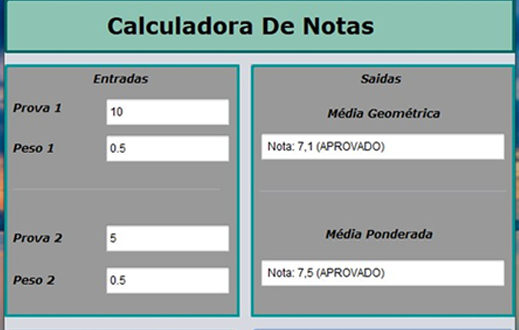 Calculadora De Notas
Entradas
Prova 1
10
Peso 1
0.5
Prova 2
5
Peso 2
0.5
Saidas
Média Geométrica
Nota: 7,1 (APROVADO)
Média Ponderada
Nota: 7,5 (APROVADO)